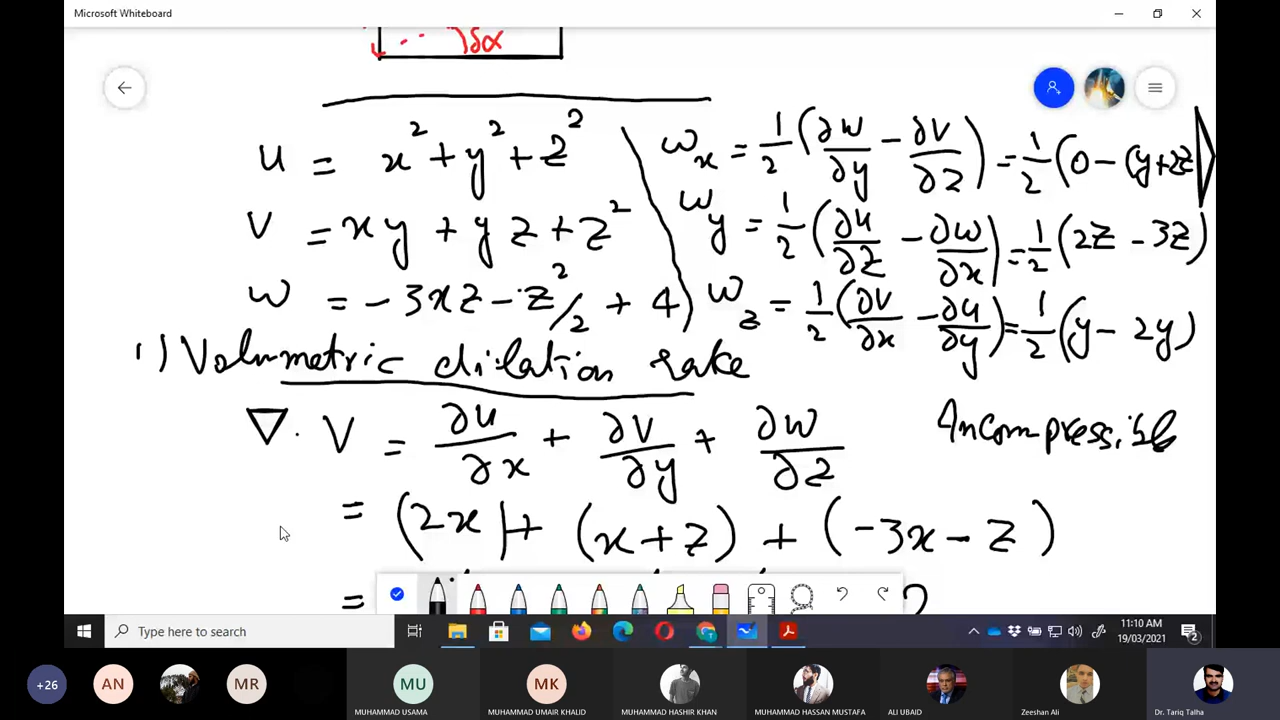 Microsoft Whiteboard
δα
u = x² + y² + z²
v = xy + yz + z²
w = -3xz - z²/2 + 4
ωx = 1/2 (∂w/∂y - ∂v/∂z) = 1/2 (0 - (y+2z)
ωy = 1/2 (∂u/∂z - ∂w/∂x) = 1/2 (2z - 3z)
ωz = 1/2 (∂v/∂x - ∂u/∂y) = 1/2 (y - 2y)
1) Volummetric dilation rate
∇. V = ∂u/∂x + ∂v/∂y + ∂w/∂z
Incompressible
= (2x) + (x+z) + (-3x - z)
=
Type here to search
11:10 AM
19/03/2021
2
+26
AN
MR
MU
MK
MUHAMMAD USAMA
MUHAMMAD UMAIR KHALID
MUHAMMAD HASHIR KHAN
MUHAMMAD HASSAN MUSTAFA
ALI UBAID
Zeeshan Ali
Dr. Tariq Talha